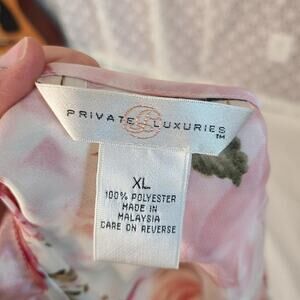 PRIVATE LUXURIES
TM
XL
100% POLYESTER
MADE IN
MALAYSIA
CARE ON REVERSE